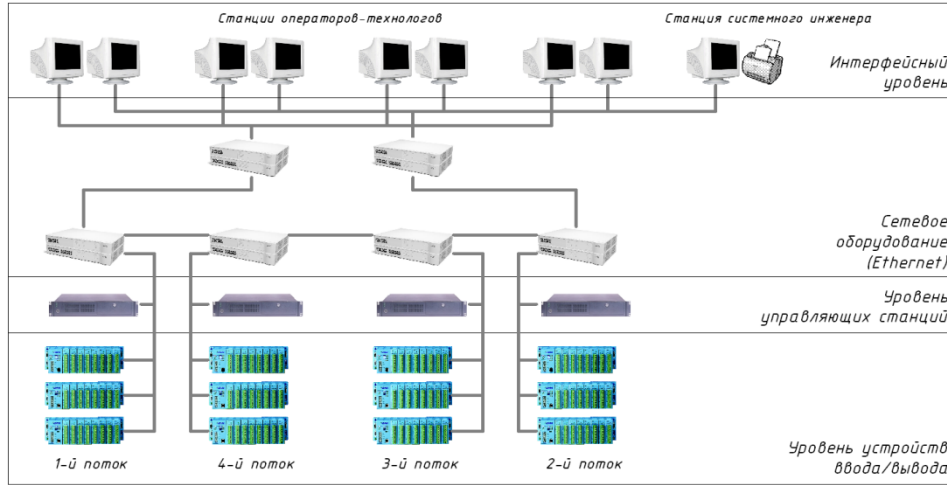 Станции операторов-технологов
Станция системного инженера
Интерфейсный
уровень
Сетевое
оборудование
(Ethernet)
Уровень
управляющих станций
1-й поток
4-й поток
3-й поток
2-й поток
Уровень устройств
ввода/вывода